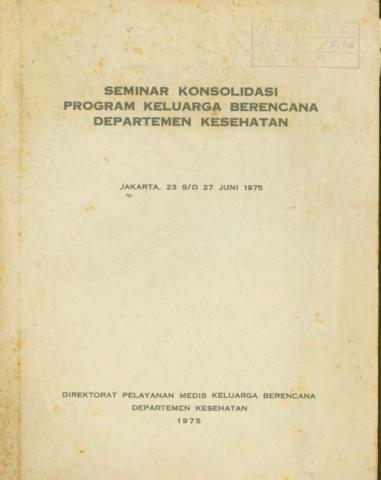 SEMINAR KONSOLIDASI
PROGRAM KELUARGA BERENCANA
DEPARTEMEN KESEHATAN
JAKARTA, 23 S/D 27 JUNI 1975
DIREKTORAT PELAYANAN MEDIS KELUARGA BERENCANA
DEPARTEMEN KESEHATAN
1975